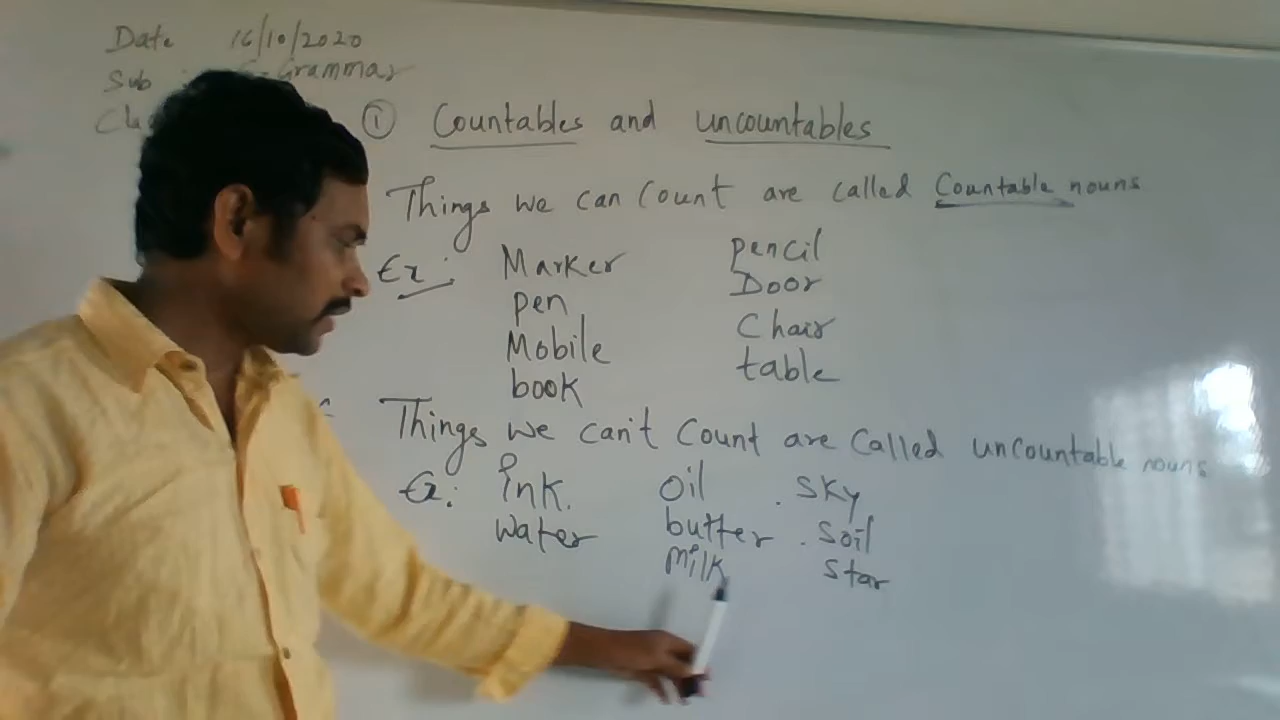 Date 16/10/2020
Sub : Grammar
① Countables and uncountables
Things we can Count are called Countable nouns
Ex : Marker pencil
pen Door
Mobile Chair
book table
Things we can't Count are Called uncountable nouns
Ex: ink. oil . Sky
water butter . Soil
milk Star